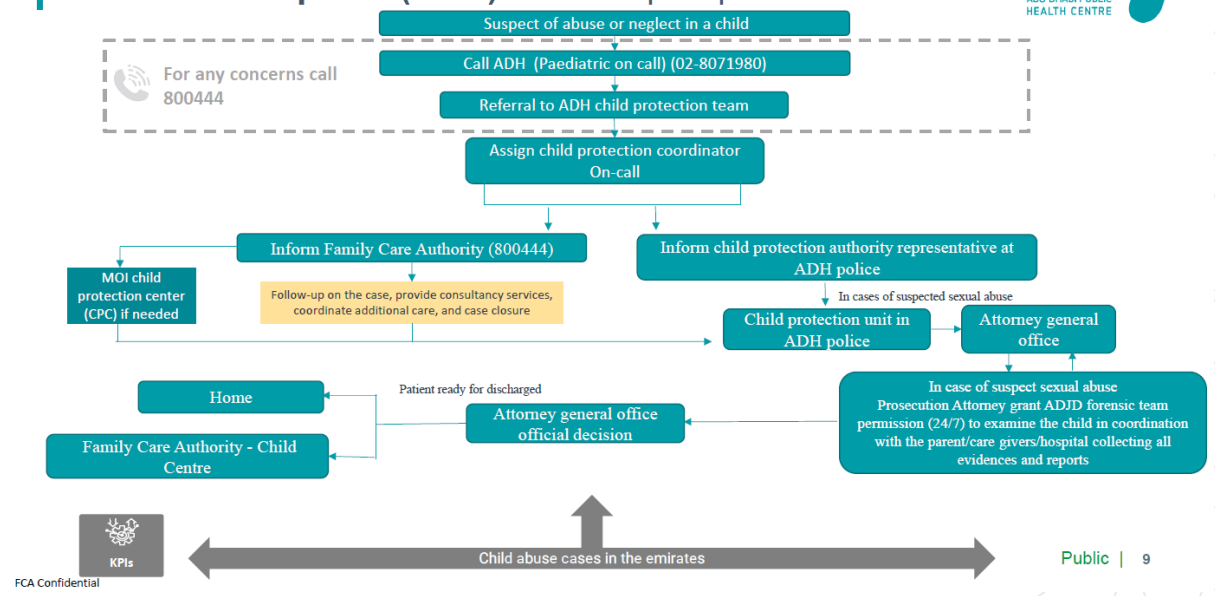 HEALTH CENTRE
Suspect of abuse or neglect in a child
Call ADH (Paediatric on call) (02-8071980)
For any concerns call
800444
Referral to ADH child protection team
Assign child protection coordinator
On-call
Inform Family Care Authority (800444)
Inform child protection authority representative at
ADH police
MOI child
protection center
(CPC) if needed
Follow-up on the case, provide consultancy services,
coordinate additional care, and case closure
In cases of suspected sexual abuse
Child protection unit in
ADH police
Attorney general
office
Patient ready for discharged
Home
Attorney general office
official decision
In case of suspect sexual abuse
Prosecution Attorney grant ADJD forensic team
permission (24/7) to examine the child in coordination
with the parent/care givers/hospital collecting all
evidences and reports
Family Care Authority - Child
Centre
KPIs
Child abuse cases in the emirates
Public | 9
FCA Confidential